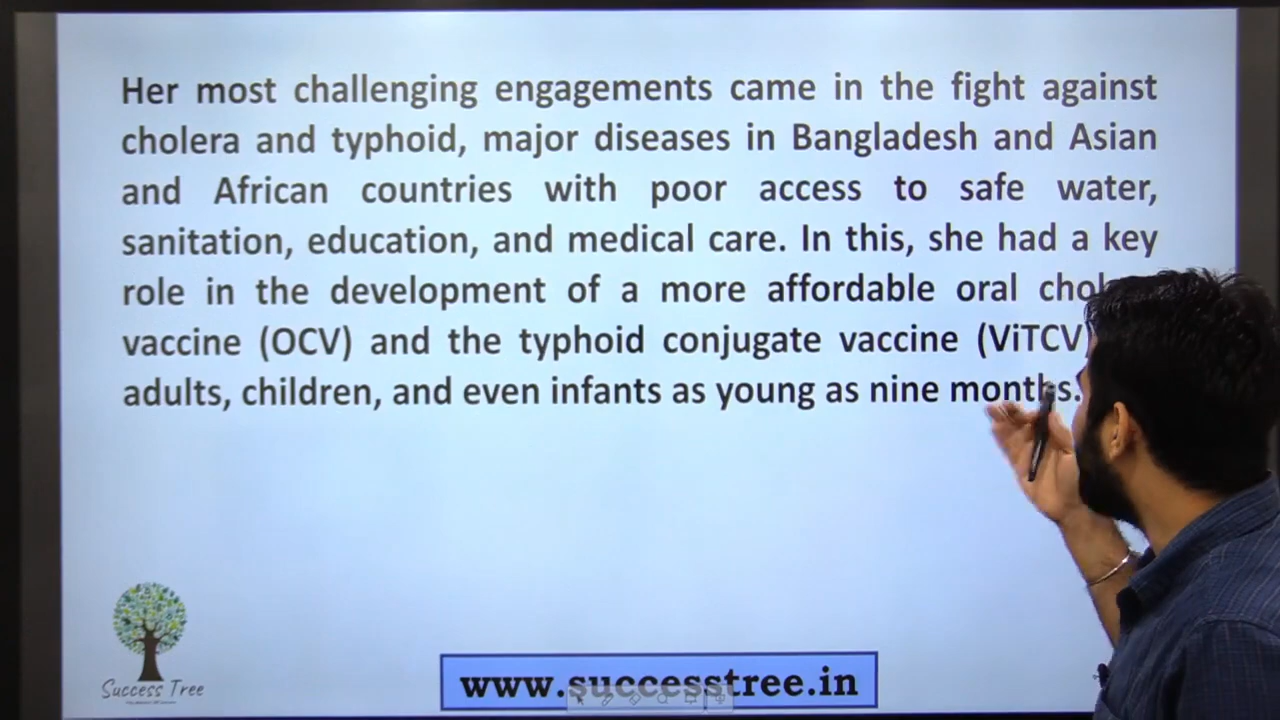 Her most challenging engagements came in the fight against
cholera and typhoid, major diseases in Bangladesh and Asian
and African countries with poor access to safe water,
sanitation, education, and medical care. In this, she had a key
role in the development of a more affordable oral
vaccine (OCV) and the typhoid conjugate vaccine (ViTCV)
adults, children, and even infants as young as nine months.
Success Tree
www.successtree.in